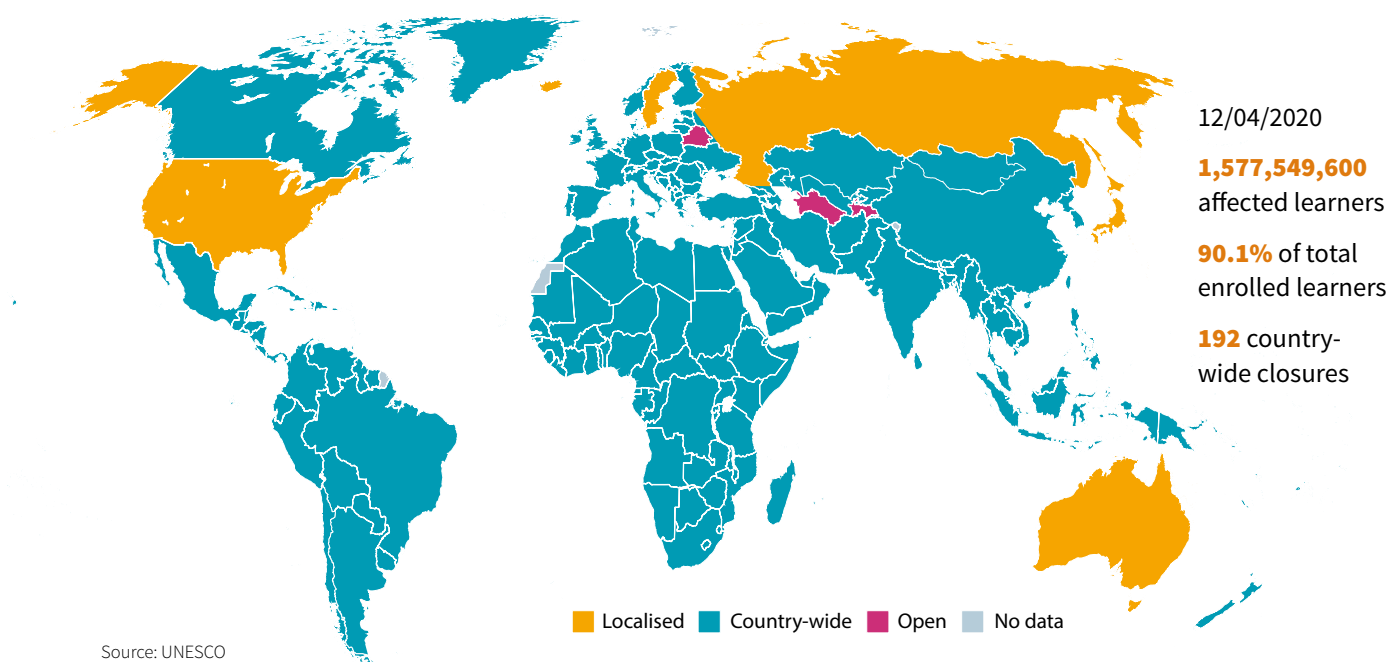 12/04/2020
1,577,549,600
affected learners
90.1% of total
enrolled learners
192 country-
wide closures
Localised Country-wide Open No data
Source: UNESCO